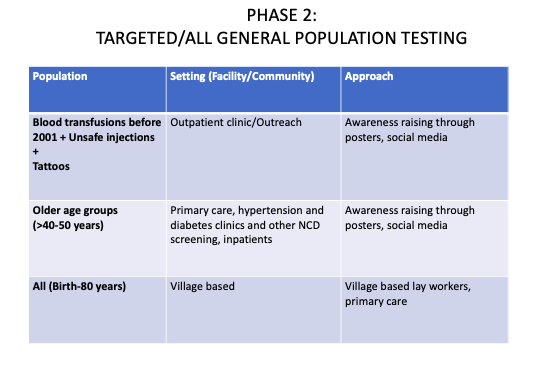 PHASE 2:
TARGETED/ALL GENERAL POPULATION TESTING
Population
Setting (Facility/Community)
Approach
Blood transfusions before
2001 + Unsafe injections
+
Tattoos
Outpatient clinic/Outreach
Awareness raising through
posters, social media
Older age groups
(>40-50 years)
Primary care, hypertension and
diabetes clinics and other NCD
screening, inpatients
Awareness raising through
posters, social media
All (Birth-80 years)
Village based
Village based lay workers,
primary care